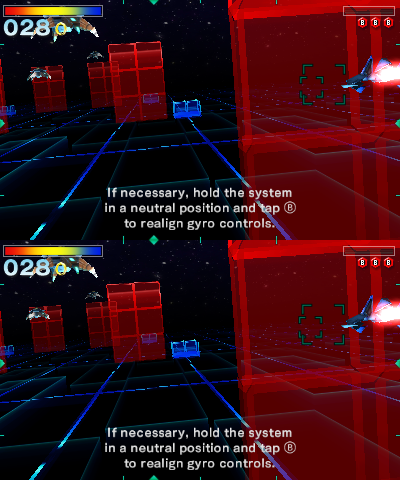 028
Ⓑ Ⓑ Ⓑ
If necessary, hold the system
in a neutral position and tap Ⓑ
to realign gyro controls.
028
Ⓑ Ⓑ Ⓑ
If necessary, hold the system
in a neutral position and tap Ⓑ
to realign gyro controls.